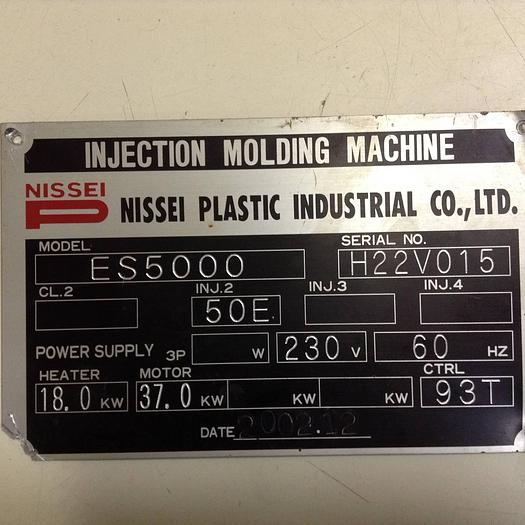 INJECTION MOLDING MACHINE
NISSEI
NISSEI PLASTIC INDUSTRIAL CO., LTD.
MODEL SERIAL NO.
ES5000 H22V015
CL.2 INJ.2 INJ.3 INJ.4
50E
POWER SUPPLY 3P W 230 V 60 HZ
HEATER MOTOR CTRL
18.0 KW 37.0 KW KW KW 93T
DATE 2002.12